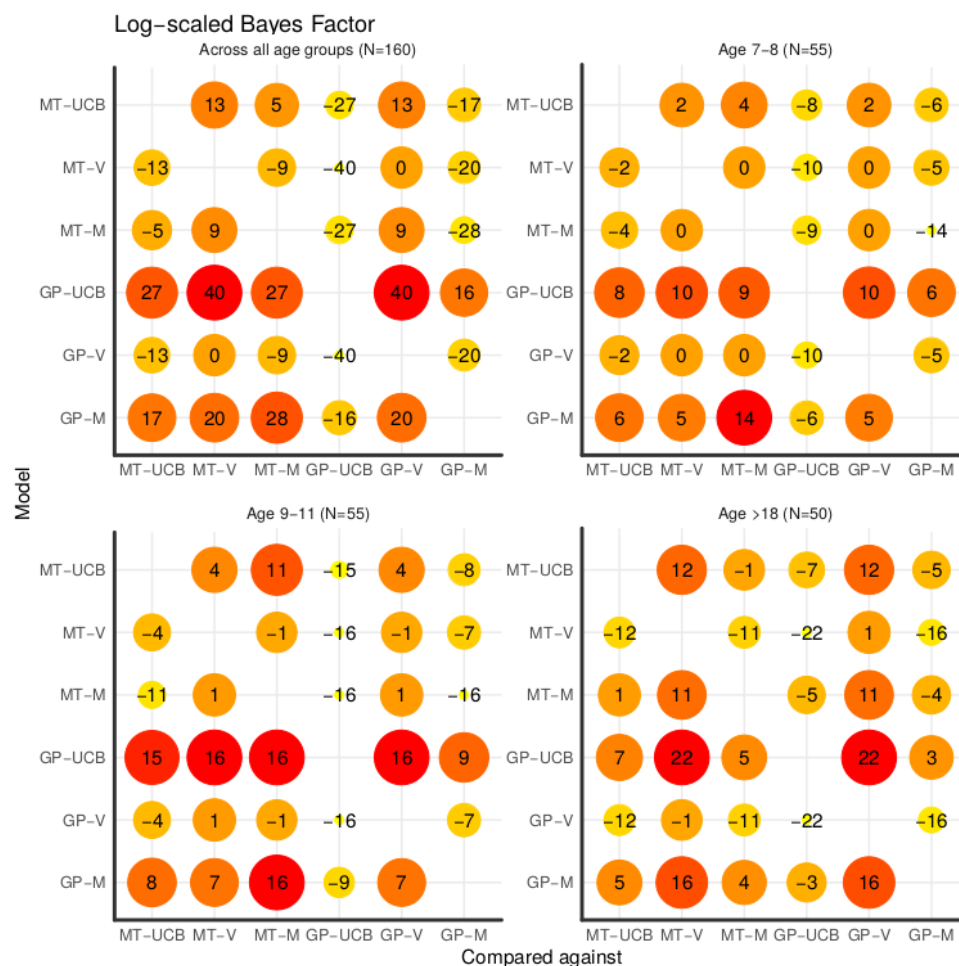 Log−scaled Bayes Factor
Across all age groups (N=160)
MT−UCB 13 5 −27 13 −17
MT−V −13 −9 −40 0 −20
MT−M −5 9 −27 9 −28
GP−UCB 27 40 27 40 16
GP−V −13 0 −9 −40 −20
GP−M 17 20 28 −16 20
MT−UCB MT−V MT−M GP−UCB GP−V GP−M
Age 7−8 (N=55)
MT−UCB 2 4 −8 2 −6
MT−V −2 0 −10 0 −5
MT−M −4 0 −9 0 −14
GP−UCB 8 10 9 10 6
GP−V −2 0 0 −10 −5
GP−M 6 5 14 −6 5
MT−UCB MT−V MT−M GP−UCB GP−V GP−M
Model
Age 9−11 (N=55)
MT−UCB 4 11 −15 4 −8
MT−V −4 −1 −16 −1 −7
MT−M −11 1 −16 1 −16
GP−UCB 15 16 16 16 9
GP−V −4 1 −1 −16 −7
GP−M 8 7 16 −9 7
MT−UCB MT−V MT−M GP−UCB GP−V GP−M
Age >18 (N=50)
MT−UCB 12 −1 −7 12 −5
MT−V −12 −11 −22 1 −16
MT−M 1 11 −5 11 −4
GP−UCB 7 22 5 22 3
GP−V −12 −1 −11 −22 −16
GP−M 5 16 4 −3 16
MT−UCB MT−V MT−M GP−UCB GP−V GP−M
Compared against